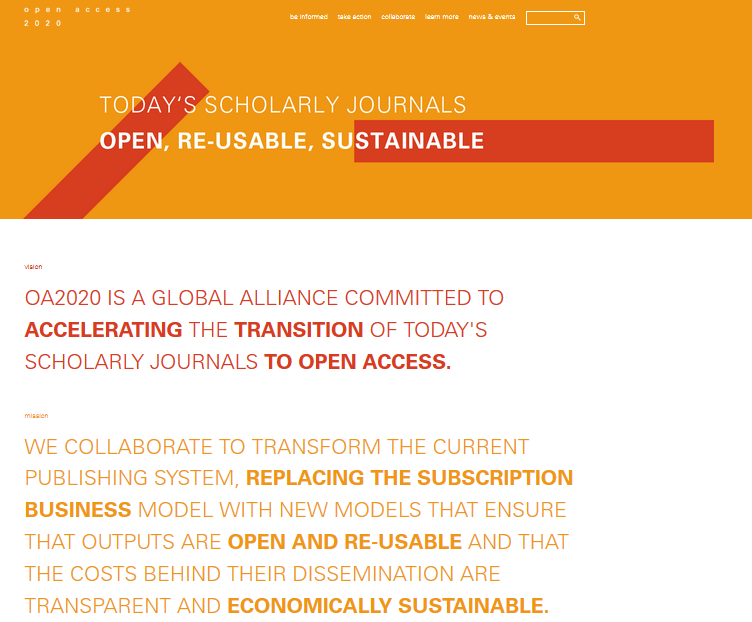 open access
2020
be informed take action collaborate learn more news & events
TODAY'S SCHOLARLY JOURNALS
OPEN, RE-USABLE, SUSTAINABLE
vision
OA2020 IS A GLOBAL ALLIANCE COMMITTED TO
ACCELERATING THE TRANSITION OF TODAY'S
SCHOLARLY JOURNALS TO OPEN ACCESS.
mission
WE COLLABORATE TO TRANSFORM THE CURRENT
PUBLISHING SYSTEM, REPLACING THE SUBSCRIPTION
BUSINESS MODEL WITH NEW MODELS THAT ENSURE
THAT OUTPUTS ARE OPEN AND RE-USABLE AND THAT
THE COSTS BEHIND THEIR DISSEMINATION ARE
TRANSPARENT AND ECONOMICALLY SUSTAINABLE.